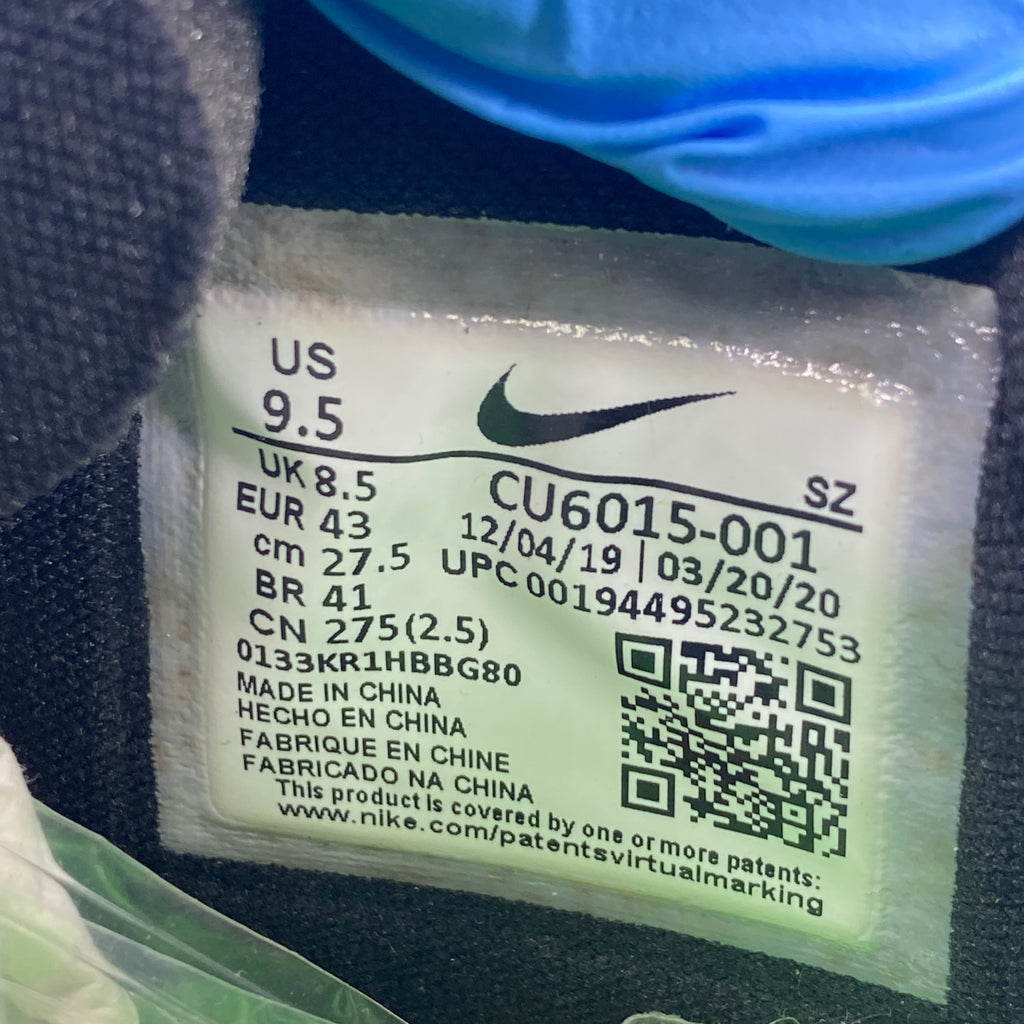 US
9.5
SZ
UK 8.5
EUR 43
cm 27.5
BR 41
CN 275(2.5)
CU6015-001
12/04/19 | 03/20/20
UPC 00194495232753
0133KR1HBBG80
MADE IN CHINA
HECHO EN CHINA
FABRIQUE EN CHINE
FABRICADO NA CHINA
This product is covered by one or more patents:
www.nike.com/patentsvirtualmarking